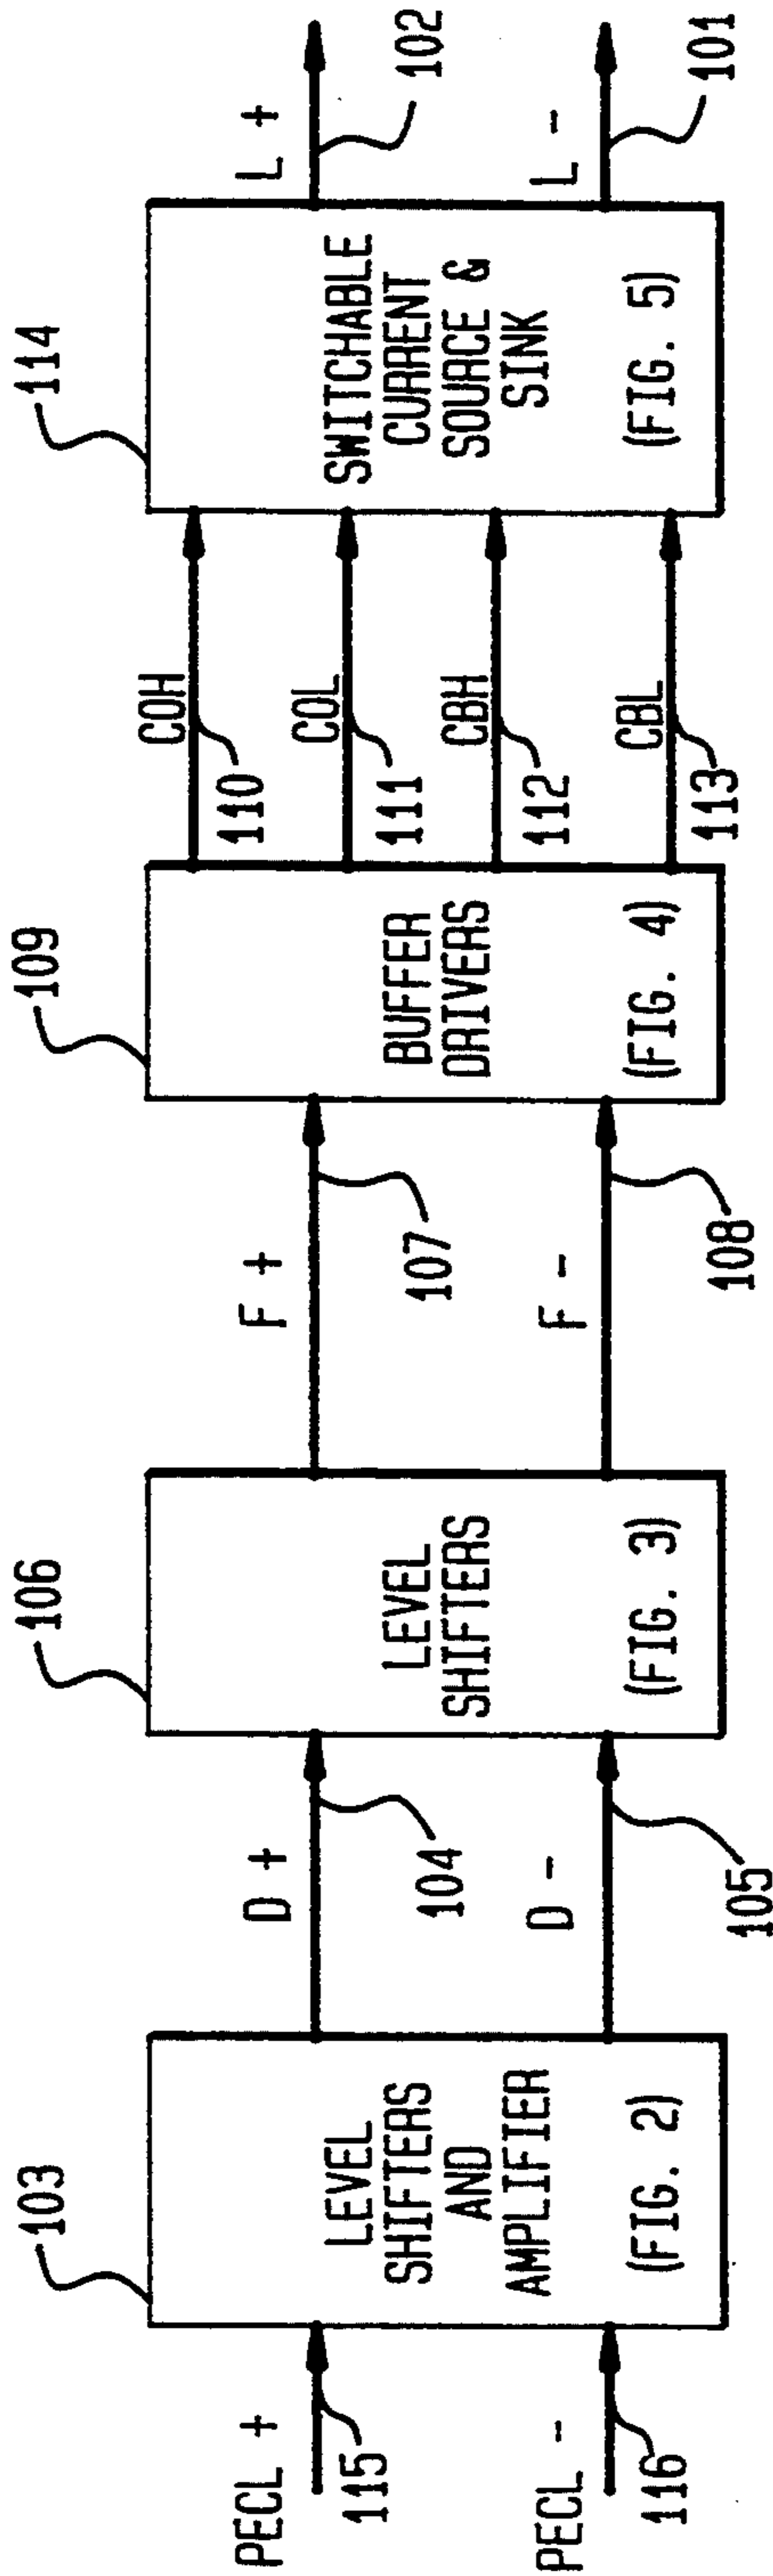 PECL +
115
PECL -
116
103
LEVEL
SHIFTERS
AND
AMPLIFIER
(FIG. 2)
D +
104
D -
105
106
LEVEL
SHIFTERS
(FIG. 3)
F +
107
F -
108
109
BUFFER
DRIVERS
(FIG. 4)
COH
110
COL
111
CBH
112
CBL
113
114
SWITCHABLE
CURRENT
SOURCE &
SINK
(FIG. 5)
L +
102
L -
101